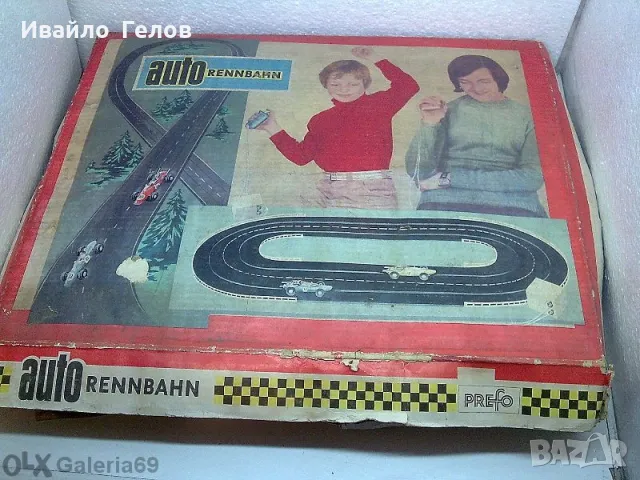 Ивайло Гелов
auto RENNBAHN
auto RENNBAHN
PREfO
OLX Galeria69
BAZAR